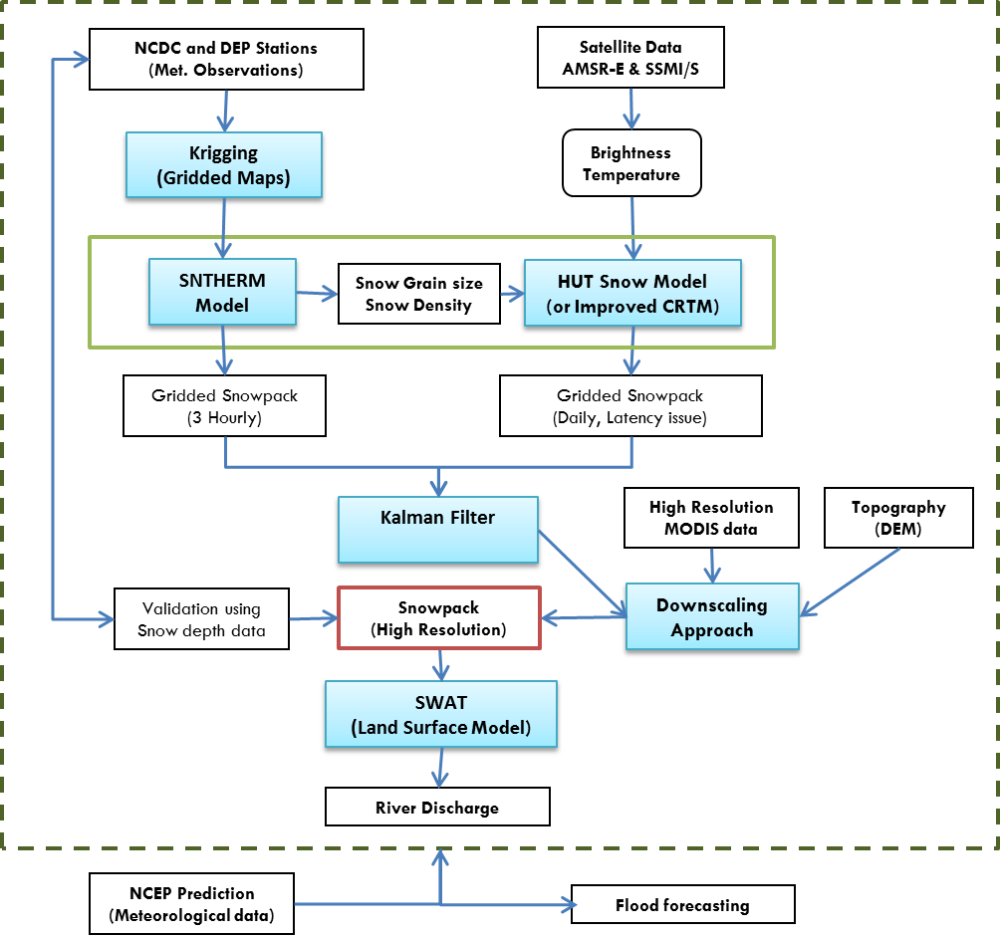 NCDC and DEP Stations
(Met. Observations)
Satellite Data
AMSR-E & SSMI/S
Krigging
(Gridded Maps)
Brightness
Temperature
SNTHERM
Model
Snow Grain size
Snow Density
HUT Snow Model
(or Improved CRTM)
Gridded Snowpack
(3 Hourly)
Gridded Snowpack
(Daily, Latency issue)
Kalman Filter
High Resolution
MODIS data
Topography
(DEM)
Validation using
Snow depth data
Snowpack
(High Resolution)
Downscaling
Approach
SWAT
(Land Surface Model)
River Discharge
NCEP Prediction
(Meteorological data)
Flood forecasting